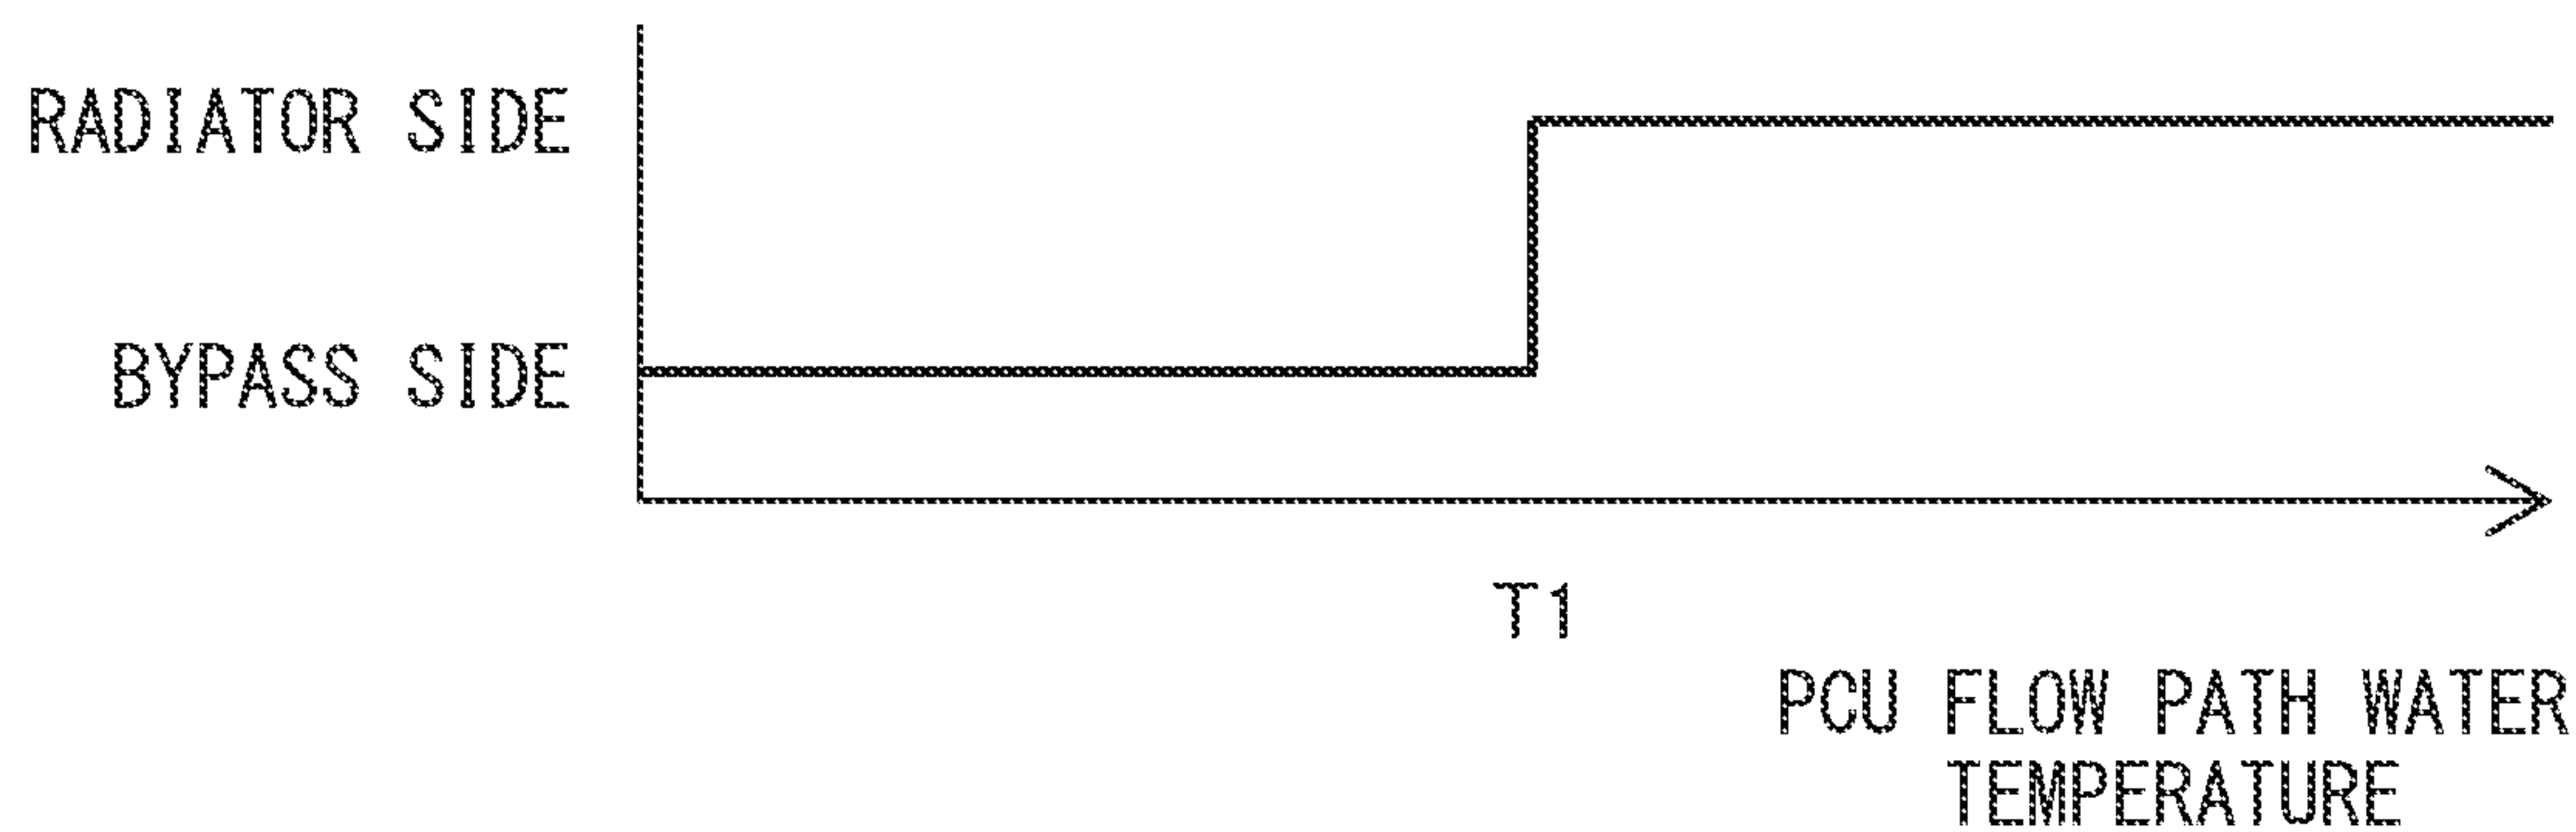 RADIATOR SIDE
BYPASS SIDE
T1
PCU FLOW PATH WATER
TEMPERATURE